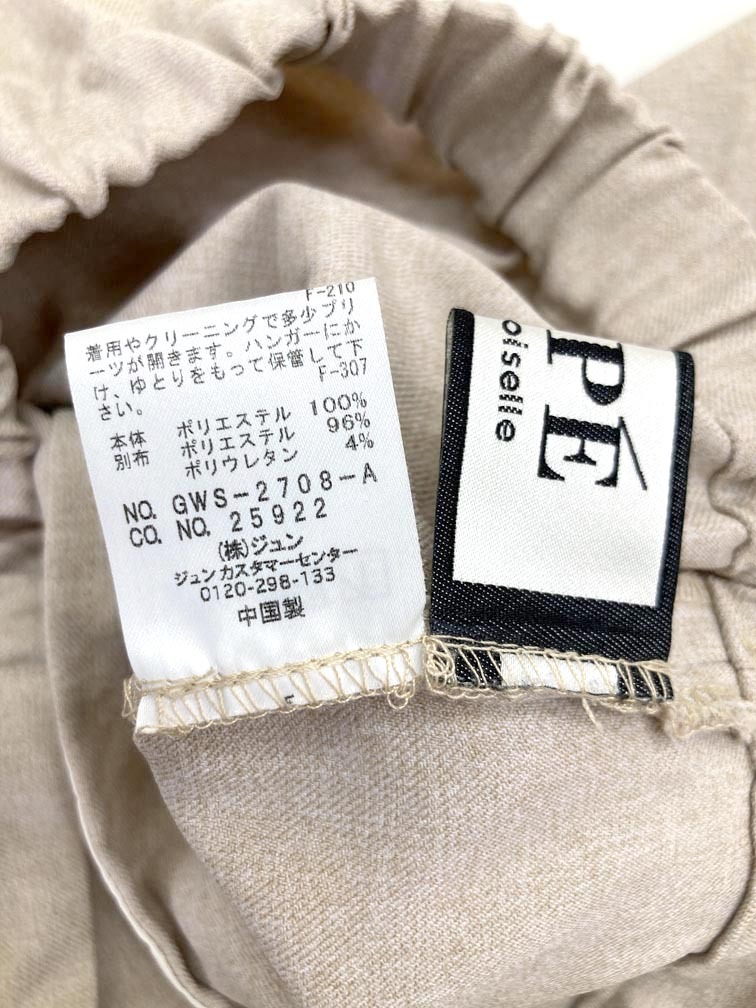 F-210
着用やクリーニングで多少プリ
ーツが開きます。ハンガーにか
け、ゆとりをもって保管して下
さい。
F-307
本体 ポリエステル 100%
別布 ポリエステル 96%
ポリウレタン 4%
NO. GWS-2708-A
CO. NO. 25922
(株)ジュン
ジュンカスタマーセンター
0120-298-133
中国製
PÉ
oiselle